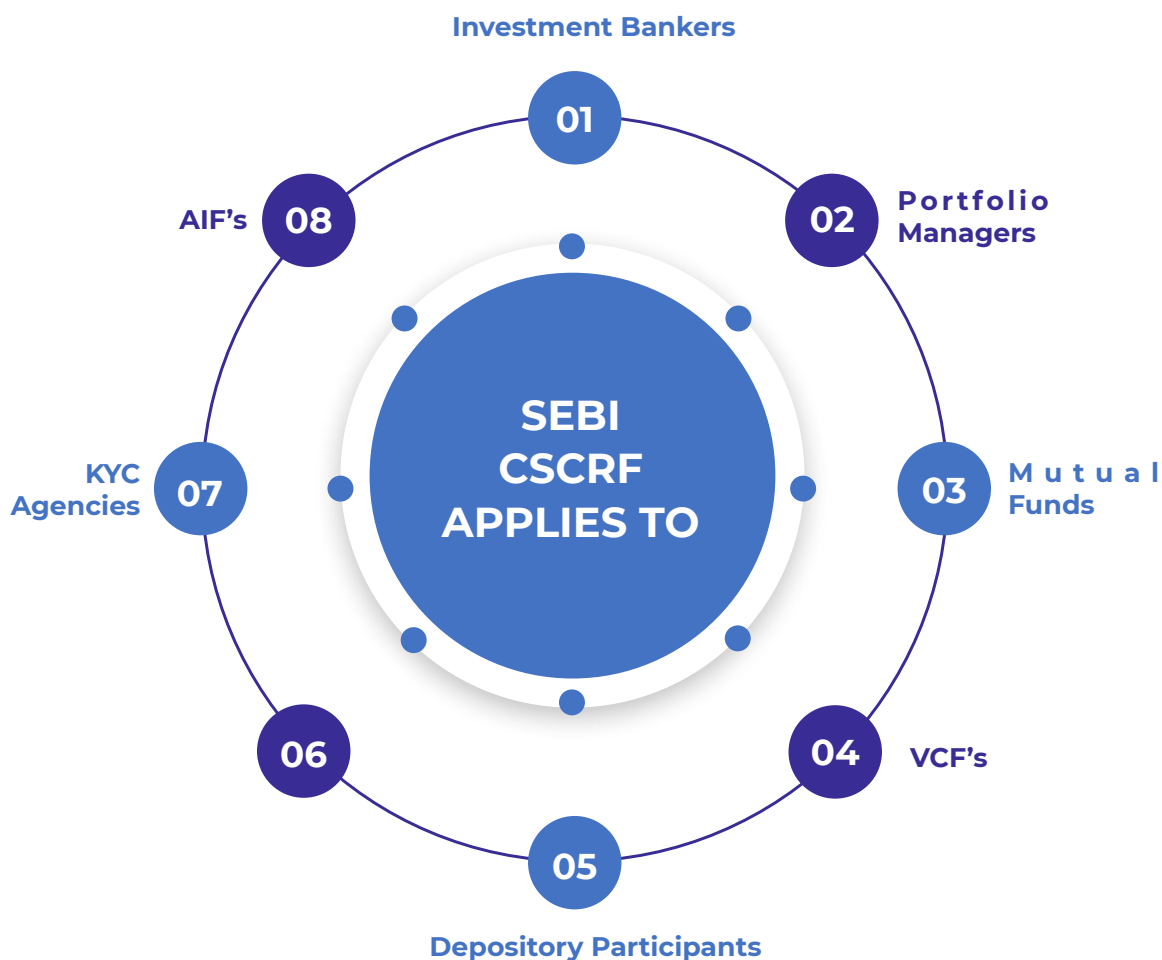 Investment Bankers
01
02
Portfolio
Managers
03
Mutual
Funds
04
VCF's
05
Depository Participants
06
07
KYC
Agencies
08
AIF’s
SEBI
CSCRF
APPLIES TO